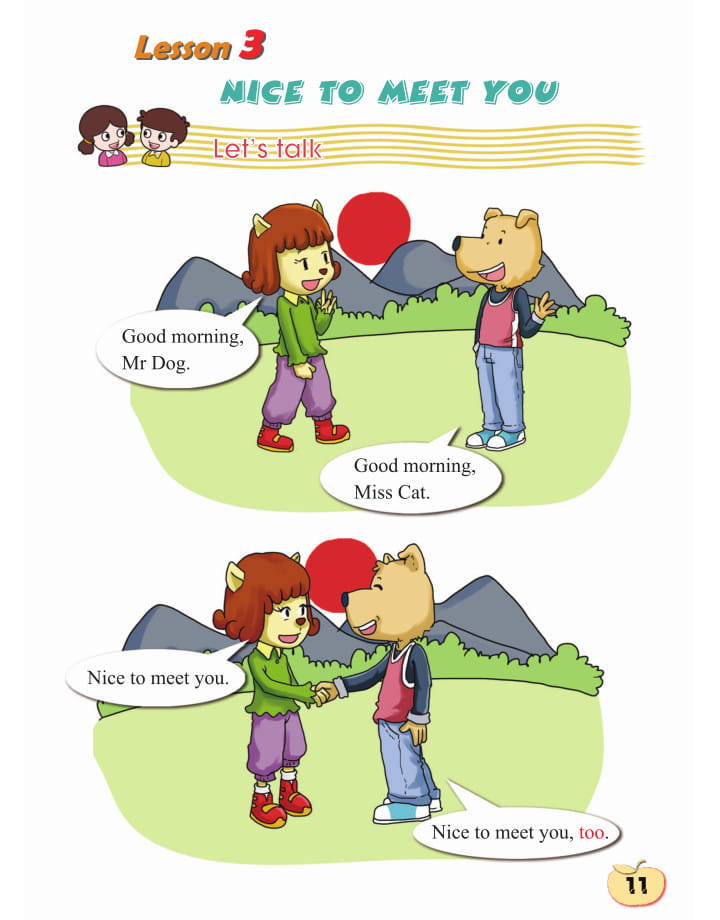 Lesson 3
NICE TO MEET YOU
Let's talk
Good morning,
Mr Dog.
Good morning,
Miss Cat.
Nice to meet you.
Nice to meet you, too.
11